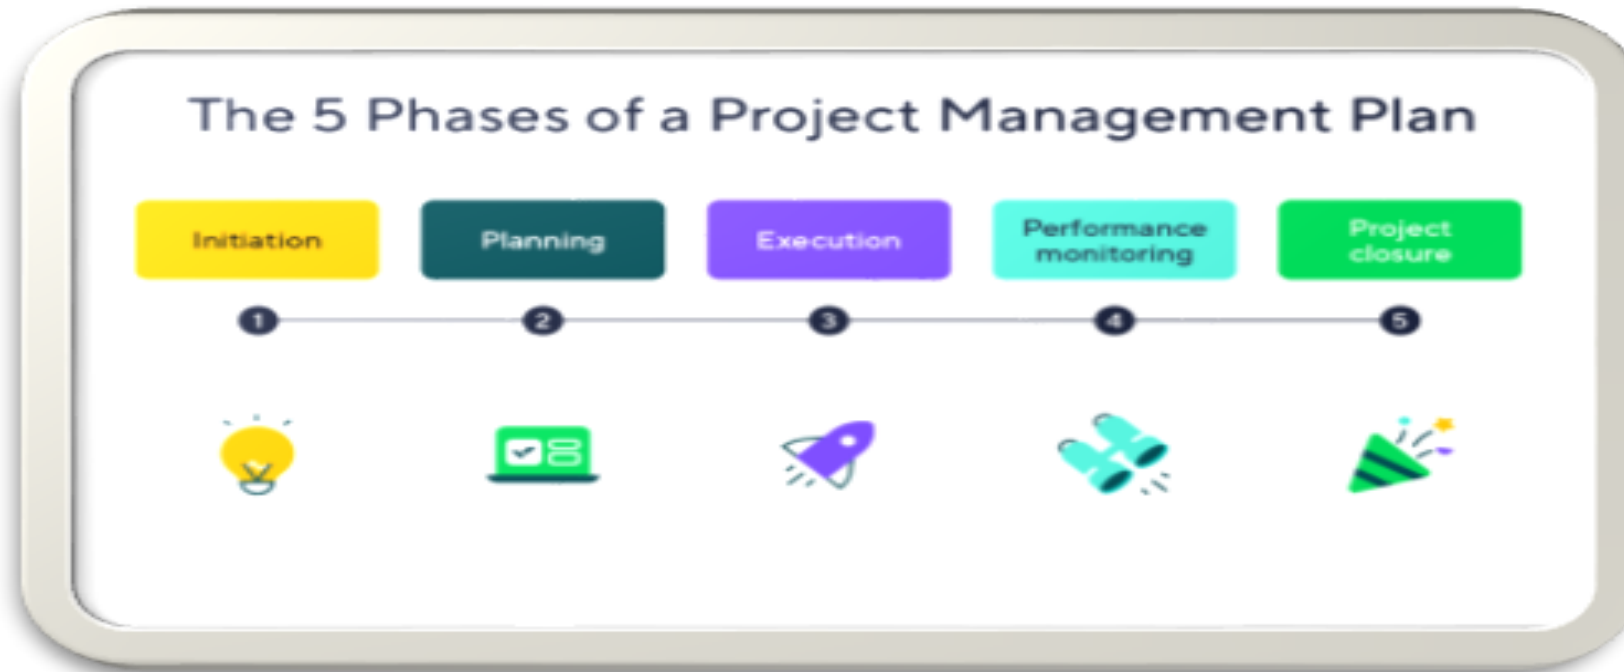 The 5 Phases of a Project Management Plan
Initiation
Planning
Execution
Performance
monitoring
Project
closure
1
2
3
4
5